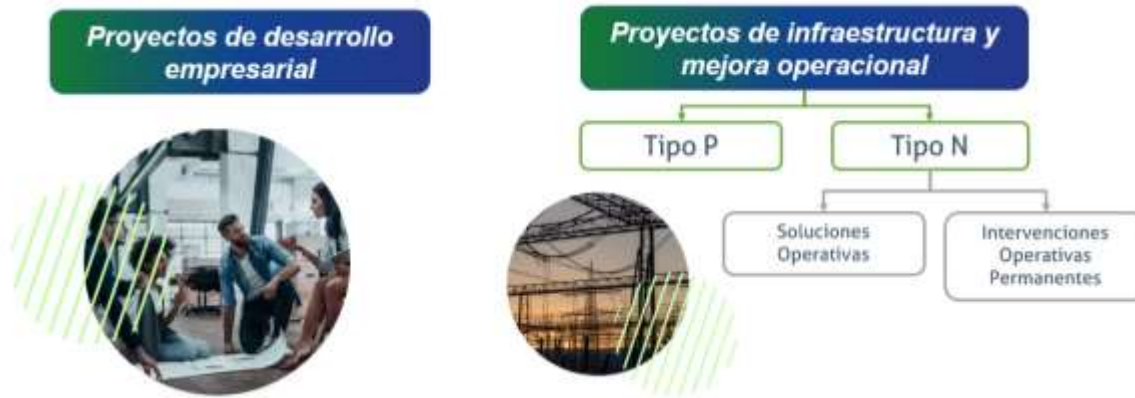 Proyectos de desarrollo
empresarial
Proyectos de infraestructura y
mejora operacional
Tipo P
Tipo N
Soluciones
Operativas
Intervenciones
Operativas
Permanentes